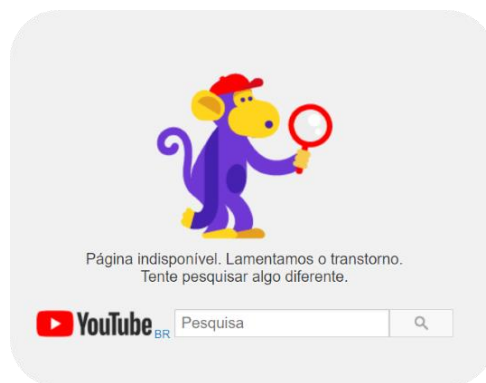 Página indisponível. Lamentamos o transtorno.
Tente pesquisar algo diferente.
YouTube BR Pesquisa